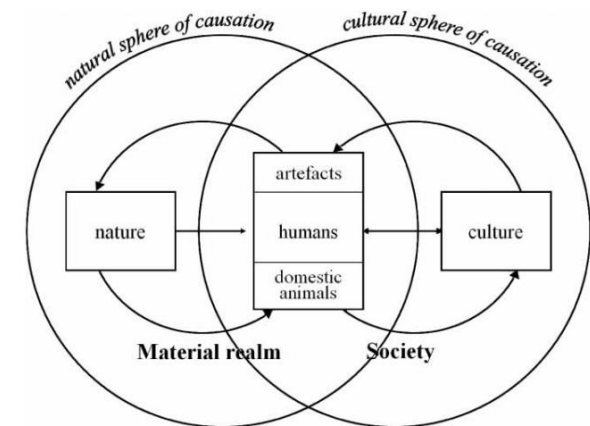 natural sphere of causation
cultural sphere of causation
artefacts
nature
humans
culture
domestic
animals
Material realm
Society